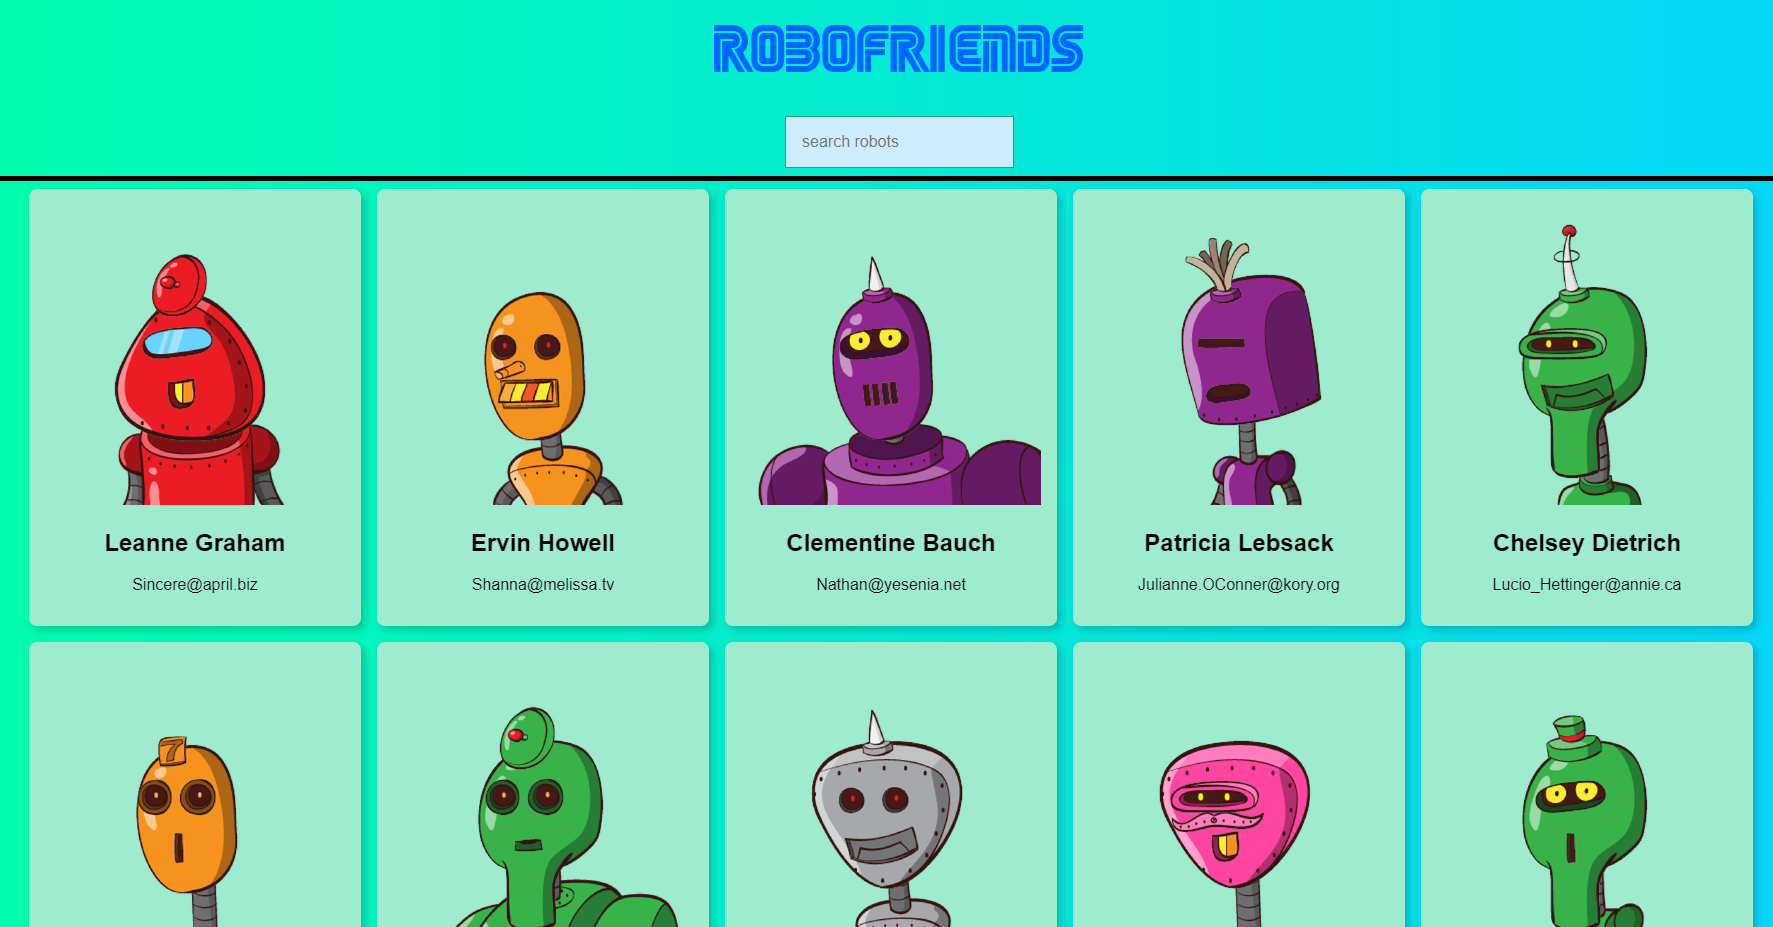 ROBOFRIENDS
search robots
Leanne Graham
Sincere@april.biz
Ervin Howell
Shanna@melissa.tv
Clementine Bauch
Nathan@yesenia.net
Patricia Lebsack
Julianne.OConner@kory.org
Chelsey Dietrich
Lucio_Hettinger@annie.ca
7